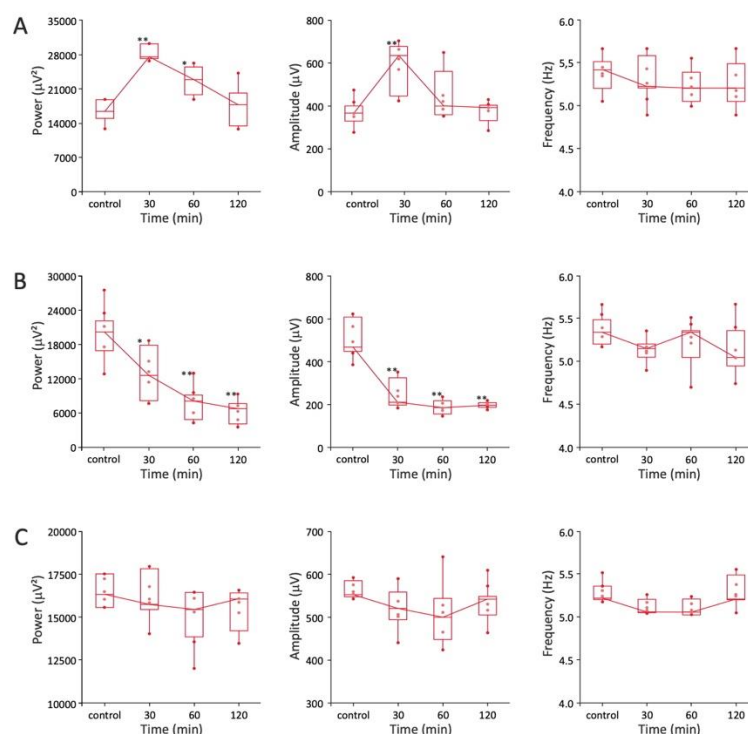 A
Power (µV²)
35000
28000
21000
14000
7000
0
**
*
control 30 60 120
Time (min)
Amplitude (µV)
800
600
400
200
0
**
control 30 60 120
Time (min)
Frequency (Hz)
6.0
5.5
5.0
4.5
4.0
control 30 60 120
Time (min)
B
Power (µV²)
30000
24000
18000
12000
6000
0
*
**
**
control 30 60 120
Time (min)
Amplitude (µV)
800
600
400
200
0
**
**
**
control 30 60 120
Time (min)
Frequency (Hz)
6.0
5.5
5.0
4.5
4.0
control 30 60 120
Time (min)
C
Power (µV²)
20000
17500
15000
12500
10000
control 30 60 120
Time (min)
Amplitude (µV)
700
600
500
400
300
control 30 60 120
Time (min)
Frequency (Hz)
6.0
5.5
5.0
4.5
4.0
control 30 60 120
Time (min)